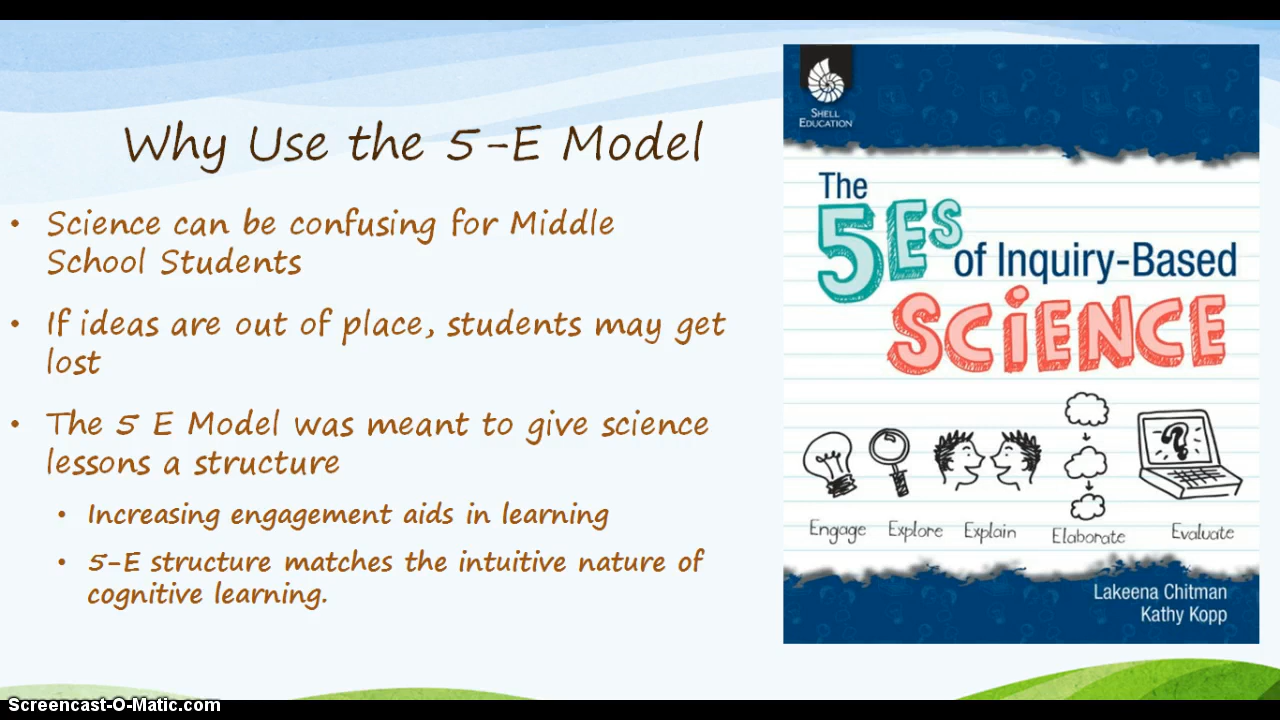 Why Use the 5-E Model
• Science can be confusing for Middle
School Students
• If ideas are out of place, students may get
lost
• The 5 E Model was meant to give science
lessons a structure
• Increasing engagement aids in learning
• 5-E structure matches the intuitive nature of
cognitive learning.
SHELL
EDUCATION
The
5Es
of Inquiry-Based
SCiENCE
?
Engage Explore Explain Elaborate Evaluate
Lakeena Chitman
Kathy Kopp
Screencast-O-Matic.com